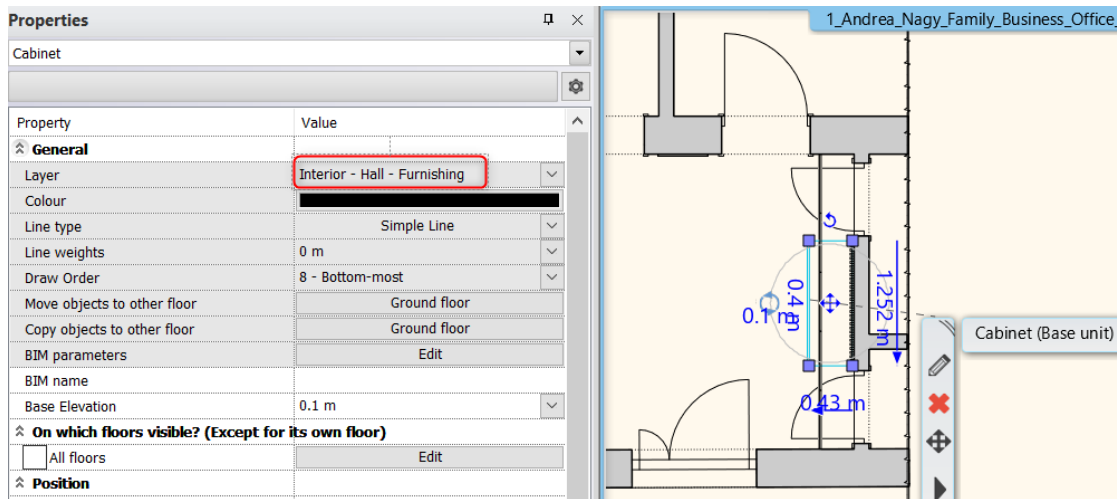 Properties
Cabinet
Property Value
General
Layer Interior - Hall - Furnishing
Colour
Line type Simple Line
Line weights 0 m
Draw Order 8 - Bottom-most
Move objects to other floor Ground floor
Copy objects to other floor Ground floor
BIM parameters Edit
BIM name
Base Elevation 0.1 m
On which floors visible? (Except for its own floor)
All floors Edit
Position
1_Andrea_Nagy_Family_Business_Office_
0.4 m
1.252 m
0.1 m
0.43 m
Cabinet (Base unit)